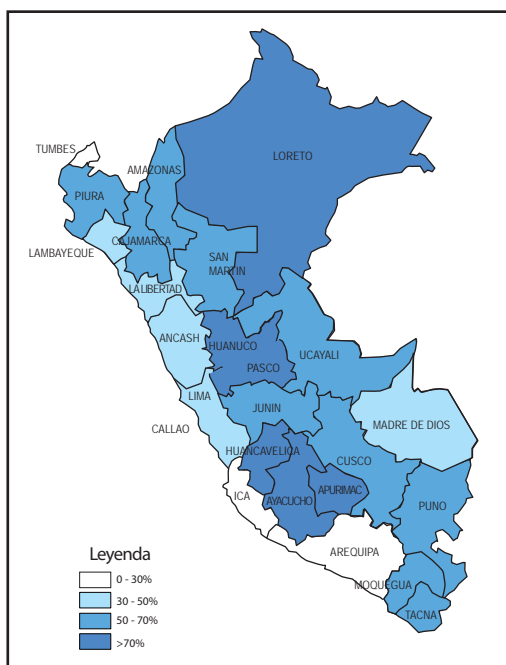 LORETO
TUMBES
AMAZONAS
PIURA
CAJAMARCA
LAMBAYEQUE
SAN
MARTIN
LA LIBERTAD
ANCASH
HUANUCO
UCAYALI
PASCO
LIMA
JUNIN
CALLAO
MADRE DE DIOS
HUANCAVELICA
CUSCO
ICA
AYACUCHO
APURIMAC
PUNO
AREQUIPA
MOQUEGUA
TACNA
Leyenda
0 - 30%
30 - 50%
50 - 70%
>70%